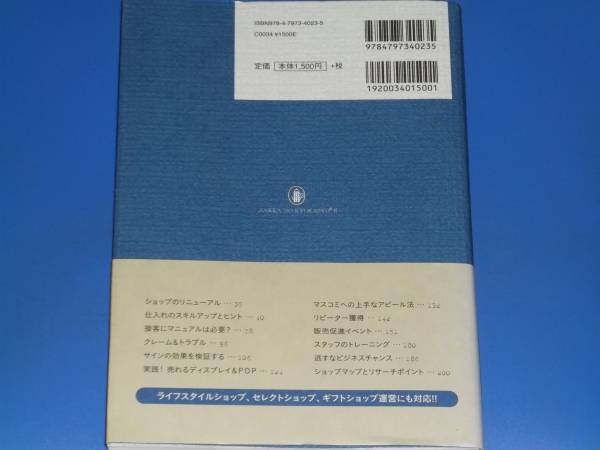 ISBN978-4-7973-4023-5
C0034 ¥1500E
定価 本体1,500円 +税
9784797340235
1920034015001
ショップのリニューアル … 25
仕入れのスキルアップとヒント … 40
接客にマニュアルは必要? … 78
クレーム&トラブル … 96
サインの効果を検証する … 106
実践! 売れるディスプレイ&POP … 124
マスコミへの上手なアピール法 … 132
リピーター獲得 … 142
販売促進イベント … 151
スタッフのトレーニング … 180
逃すなビジネスチャンス … 186
ショップマップとリサーチポイント … 200
ライフスタイルショップ、セレクトショップ、ギフトショップ運営にも対応!!